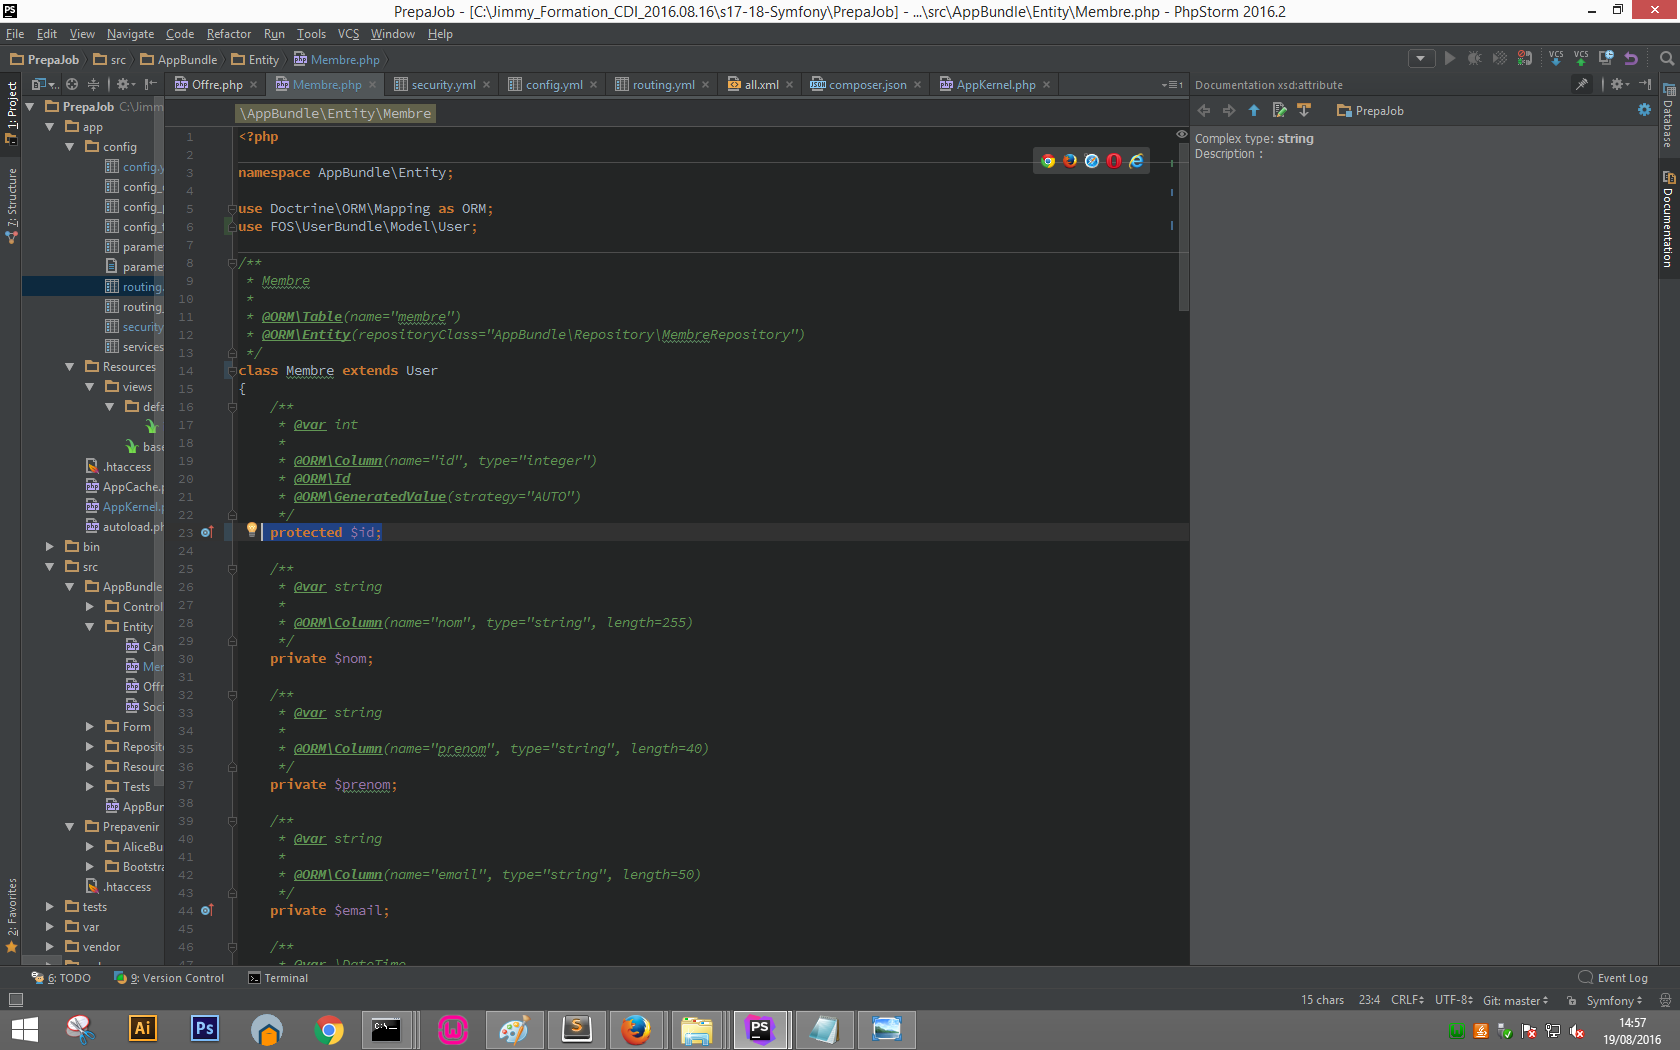 PrepaJob - [C:\Jimmy_Formation_CDI_2016.08.16\s17-18-Symfony\PrepaJob] - ...\src\AppBundle\Entity\Membre.php - PhpStorm 2016.2
File Edit View Navigate Code Refactor Run Tools VCS Window Help
PrepaJob src AppBundle Entity Membre.php
Offre.php Membre.php security.yml config.yml routing.yml all.xml composer.json AppKernel.php
Documentation xsd:attribute
PrepaJob
Complex type: string
Description :
1: Project
7: Structure
2: Favorites
Database
Documentation
PrepaJob C:\Jimm
app
config
config.y
config_
config_
config_
parame
parame
routing.
routing_
security
services
Resources
views
defa
base
.htaccess
AppCache.p
AppKernel.p
autoload.ph
bin
src
AppBundle
Control
Entity
Can
Mer
Offr
Soci
Form
Reposit
Resourc
Tests
AppBun
Prepavenir
AliceBu
Bootstra
.htaccess
tests
var
vendor
\AppBundle\Entity\Membre
1 <?php
2
3 namespace AppBundle\Entity;
4
5 use Doctrine\ORM\Mapping as ORM;
6 use FOS\UserBundle\Model\User;
7
8 /**
9 * Membre
10 *
11 * @ORM\Table(name="membre")
12 * @ORM\Entity(repositoryClass="AppBundle\Repository\MembreRepository")
13 */
14 class Membre extends User
15 {
16 /**
17 * @var int
18 *
19 * @ORM\Column(name="id", type="integer")
20 * @ORM\Id
21 * @ORM\GeneratedValue(strategy="AUTO")
22 */
23 protected $id;
24
25 /**
26 * @var string
27 *
28 * @ORM\Column(name="nom", type="string", length=255)
29 */
30 private $nom;
31
32 /**
33 * @var string
34 *
35 * @ORM\Column(name="prenom", type="string", length=40)
36 */
37 private $prenom;
38
39 /**
40 * @var string
41 *
42 * @ORM\Column(name="email", type="string", length=50)
43 */
44 private $email;
45
46 /**
47 * @var \DateTime
6: TODO 9: Version Control Terminal Event Log
15 chars 23:4 CRLF UTF-8 Git: master Symfony
14:57
19/08/2016